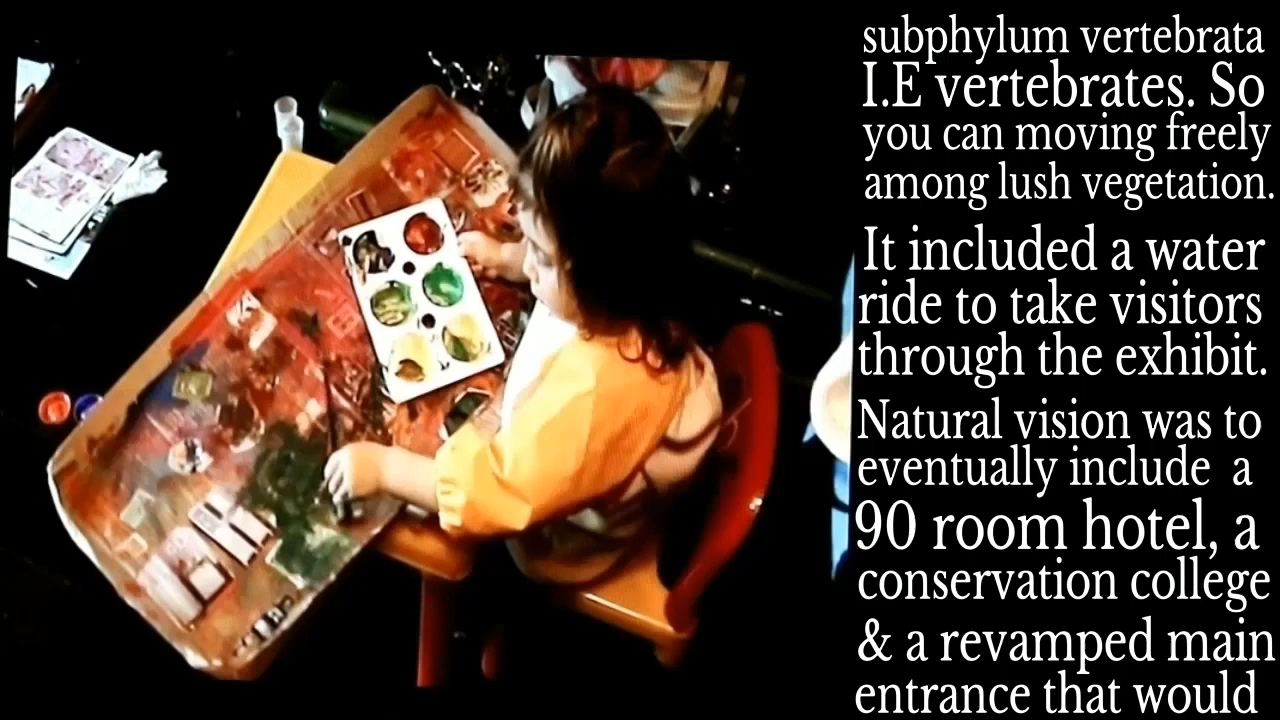 subphylum vertebrata
I.E vertebrates. So
you can moving freely
among lush vegetation.
It included a water
ride to take visitors
through the exhibit.
Natural vision was to
eventually include a
90 room hotel, a
conservation college
& a revamped main
entrance that would